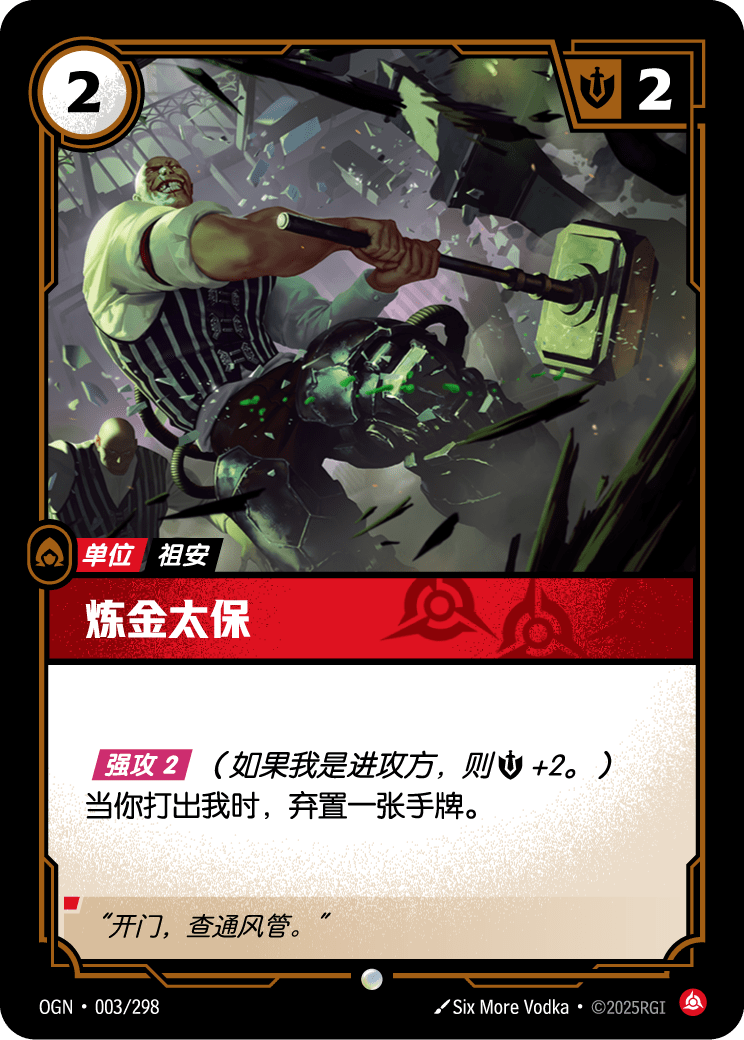 2
2
单位 祖安
炼金太保
强攻 2 （如果我是进攻方，则 +2。）
当你打出我时，弃置一张手牌。
“开门，查通风管。”
OGN • 003/298
Six More Vodka • ©2025RGI